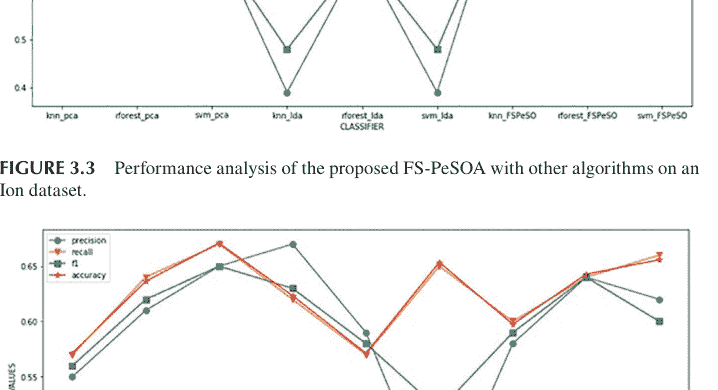 0.5
0.4
knn_pca rforest_pca svm_pca knn_lda rforest_lda svm_lda knn_FSPeSO rforest_FSPeSO svm_FSPeSO
CLASSIFIER
FIGURE 3.3 Performance analysis of the proposed FS-PeSOA with other algorithms on an
Ion dataset.
precision
recall
f1
accuracy
0.65
0.60
0.55
VALUES